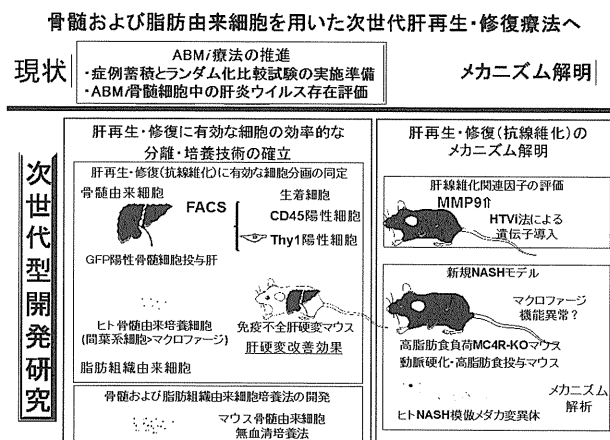 骨髄および脂肪由来細胞を用いた次世代肝再生・修復療法へ
現状
ABMi療法の推進
・症例蓄積とランダム化比較試験の実施準備
・ABMi骨髄細胞中の肝炎ウイルス存在評価
メカニズム解明
次世代型開発研究
肝再生・修復に有効な細胞の効率的な
分離・培養技術の確立
肝再生・修復(抗線維化)に有効な細胞分画の同定
骨髄由来細胞
FACS
生着細胞
CD45陽性細胞
Thy1陽性細胞
GFP陽性骨髄細胞投与肝
ヒト骨髄由来培養細胞
(間葉系細胞>マクロファージ)
免疫不全肝硬変マウス
肝硬変改善効果
脂肪組織由来細胞
骨髄および脂肪組織由来細胞培養法の開発
マウス骨髄由来細胞
無血清培養法
肝再生・修復(抗線維化)の
メカニズム解明
肝線維化関連因子の評価
MMP9⇑
HTVi法による
遺伝子導入
新規NASHモデル
マクロファージ
機能異常?
高脂肪食負荷MC4R-KOマウス
動脈硬化・高脂肪食投与マウス
メカニズム
解析
ヒトNASH模倣メダカ変異体